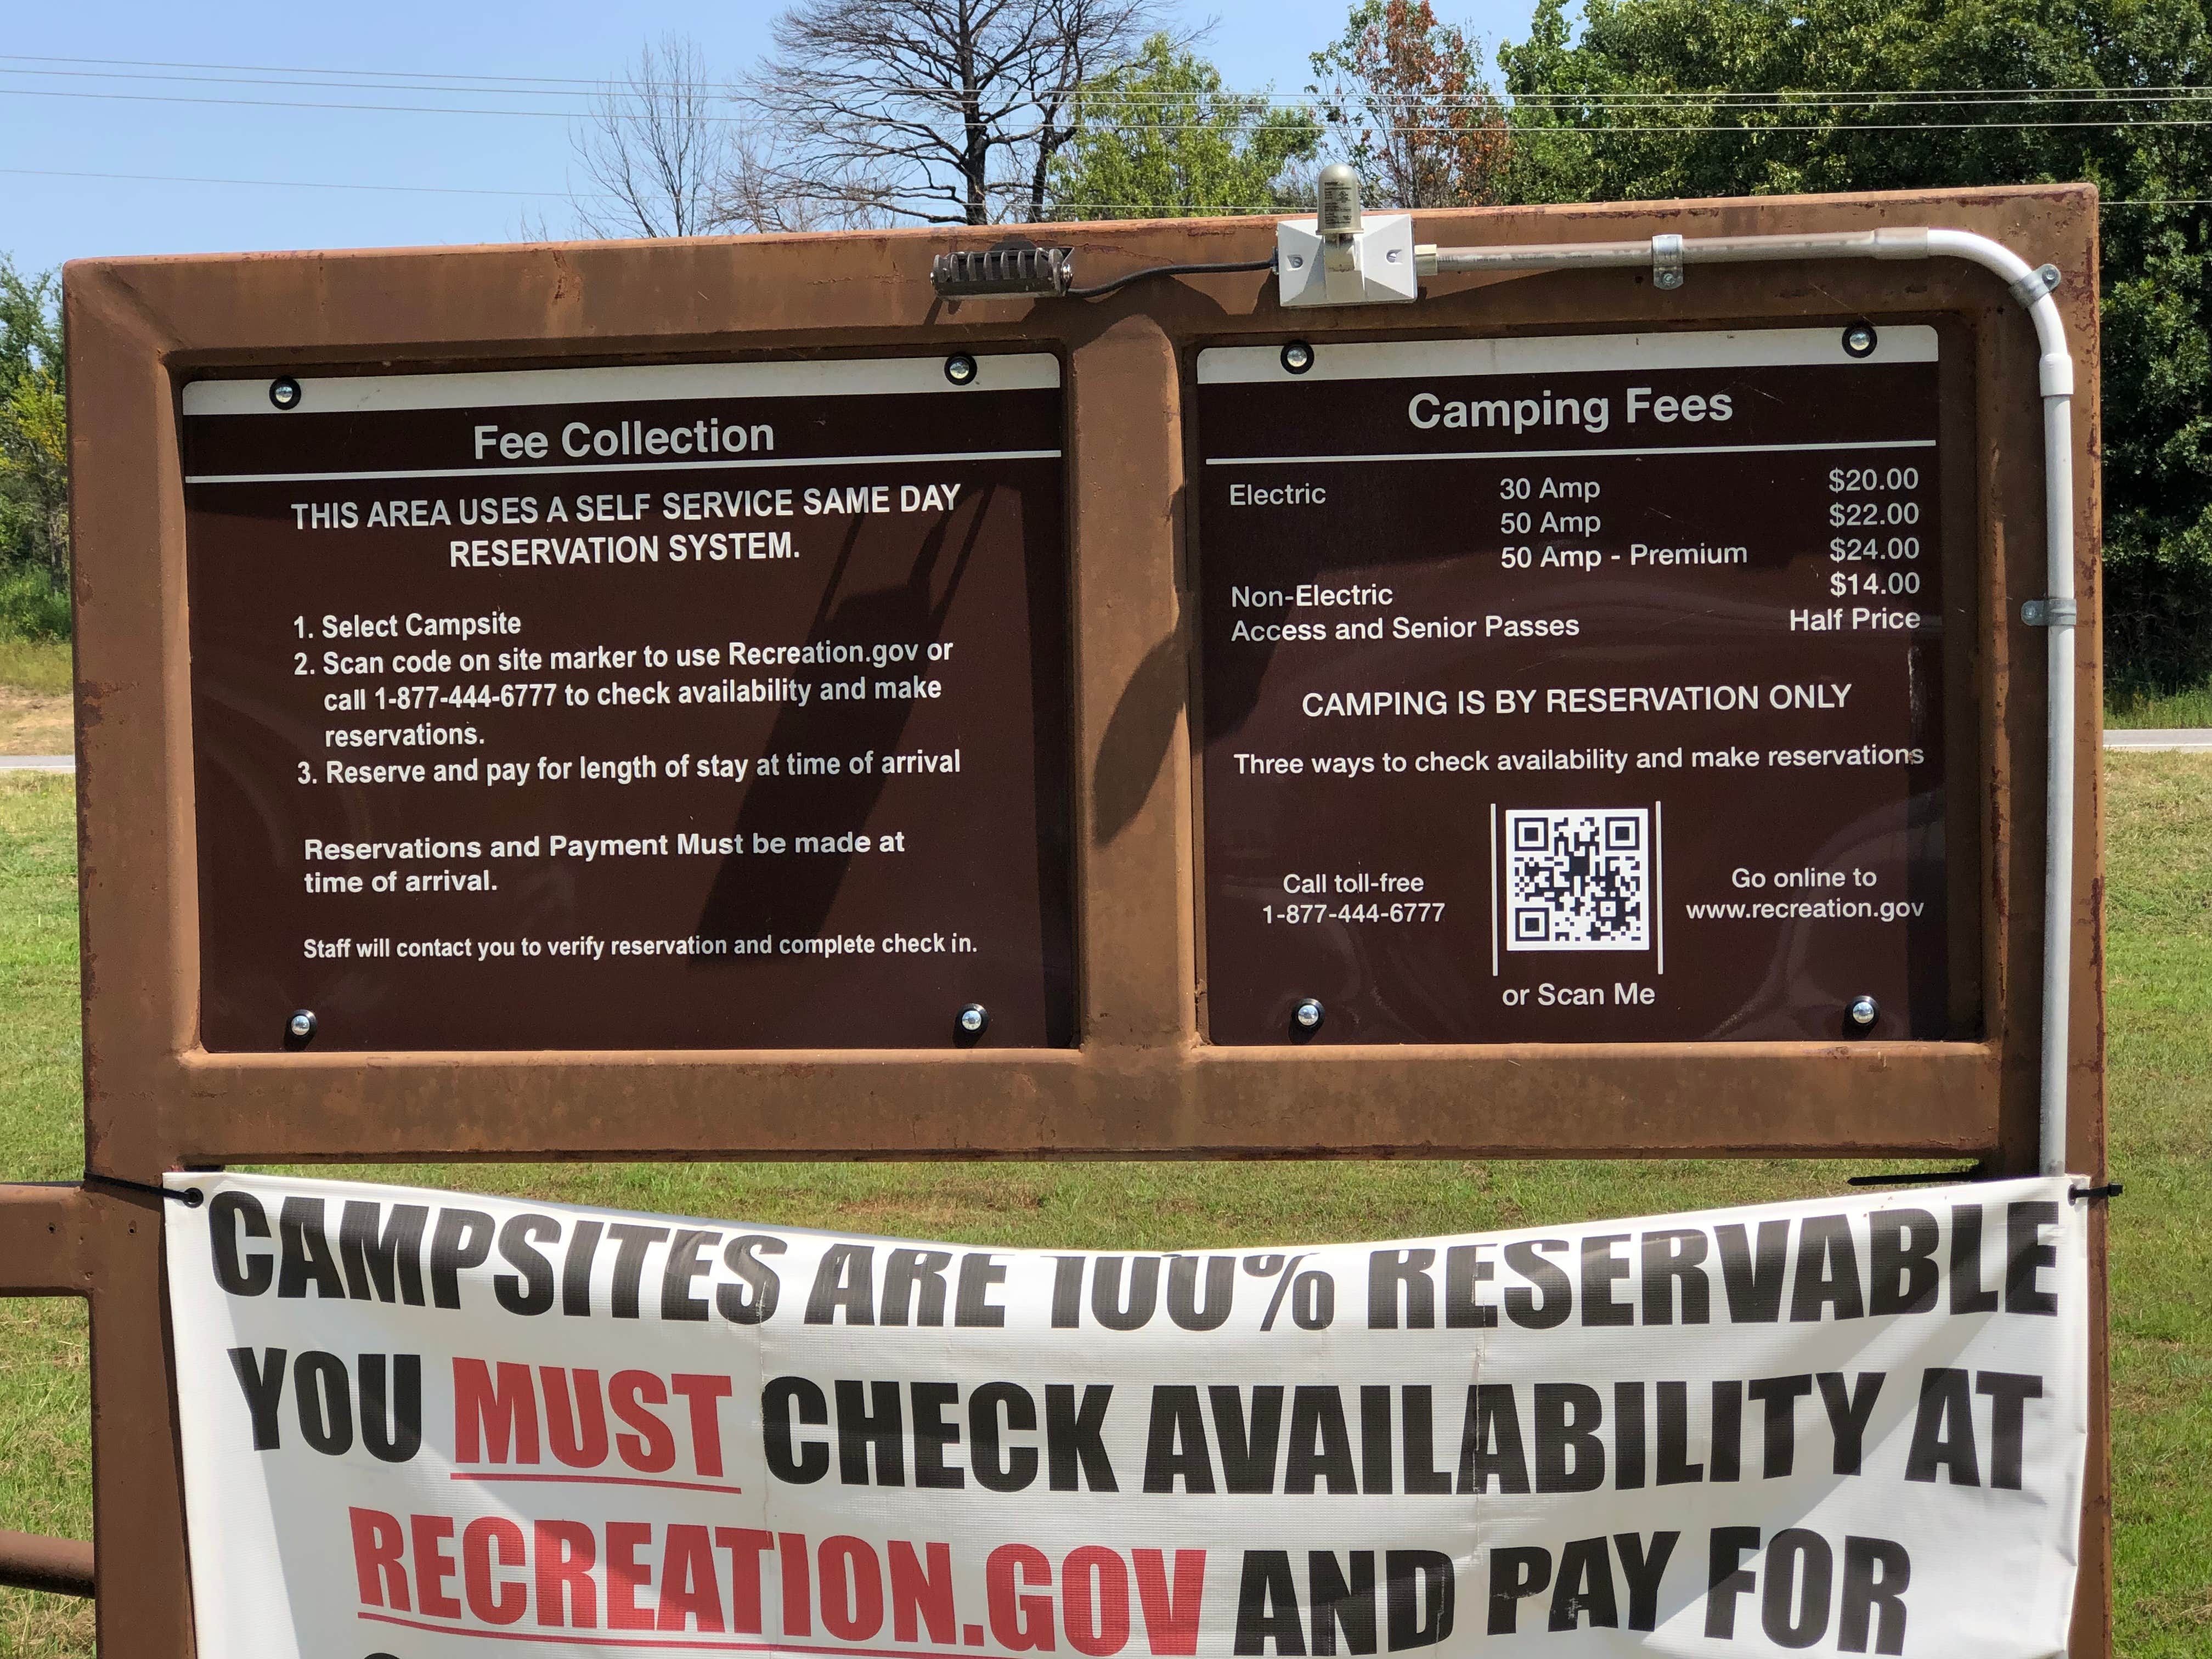 Fee Collection
THIS AREA USES A SELF SERVICE SAME DAY
RESERVATION SYSTEM.
1. Select Campsite
2. Scan code on site marker to use Recreation.gov or
call 1-877-444-6777 to check availability and make
reservations.
3. Reserve and pay for length of stay at time of arrival
Reservations and Payment Must be made at
time of arrival.
Staff will contact you to verify reservation and complete check in.
Camping Fees
Electric 30 Amp $20.00
50 Amp $22.00
50 Amp - Premium $24.00
Non-Electric $14.00
Access and Senior Passes Half Price
CAMPING IS BY RESERVATION ONLY
Three ways to check availability and make reservations
Call toll-free
1-877-444-6777
or Scan Me
Go online to
www.recreation.gov
CAMPSITES ARE 100% RESERVABLE
YOU MUST CHECK AVAILABILITY AT
RECREATION.GOV AND PAY FOR